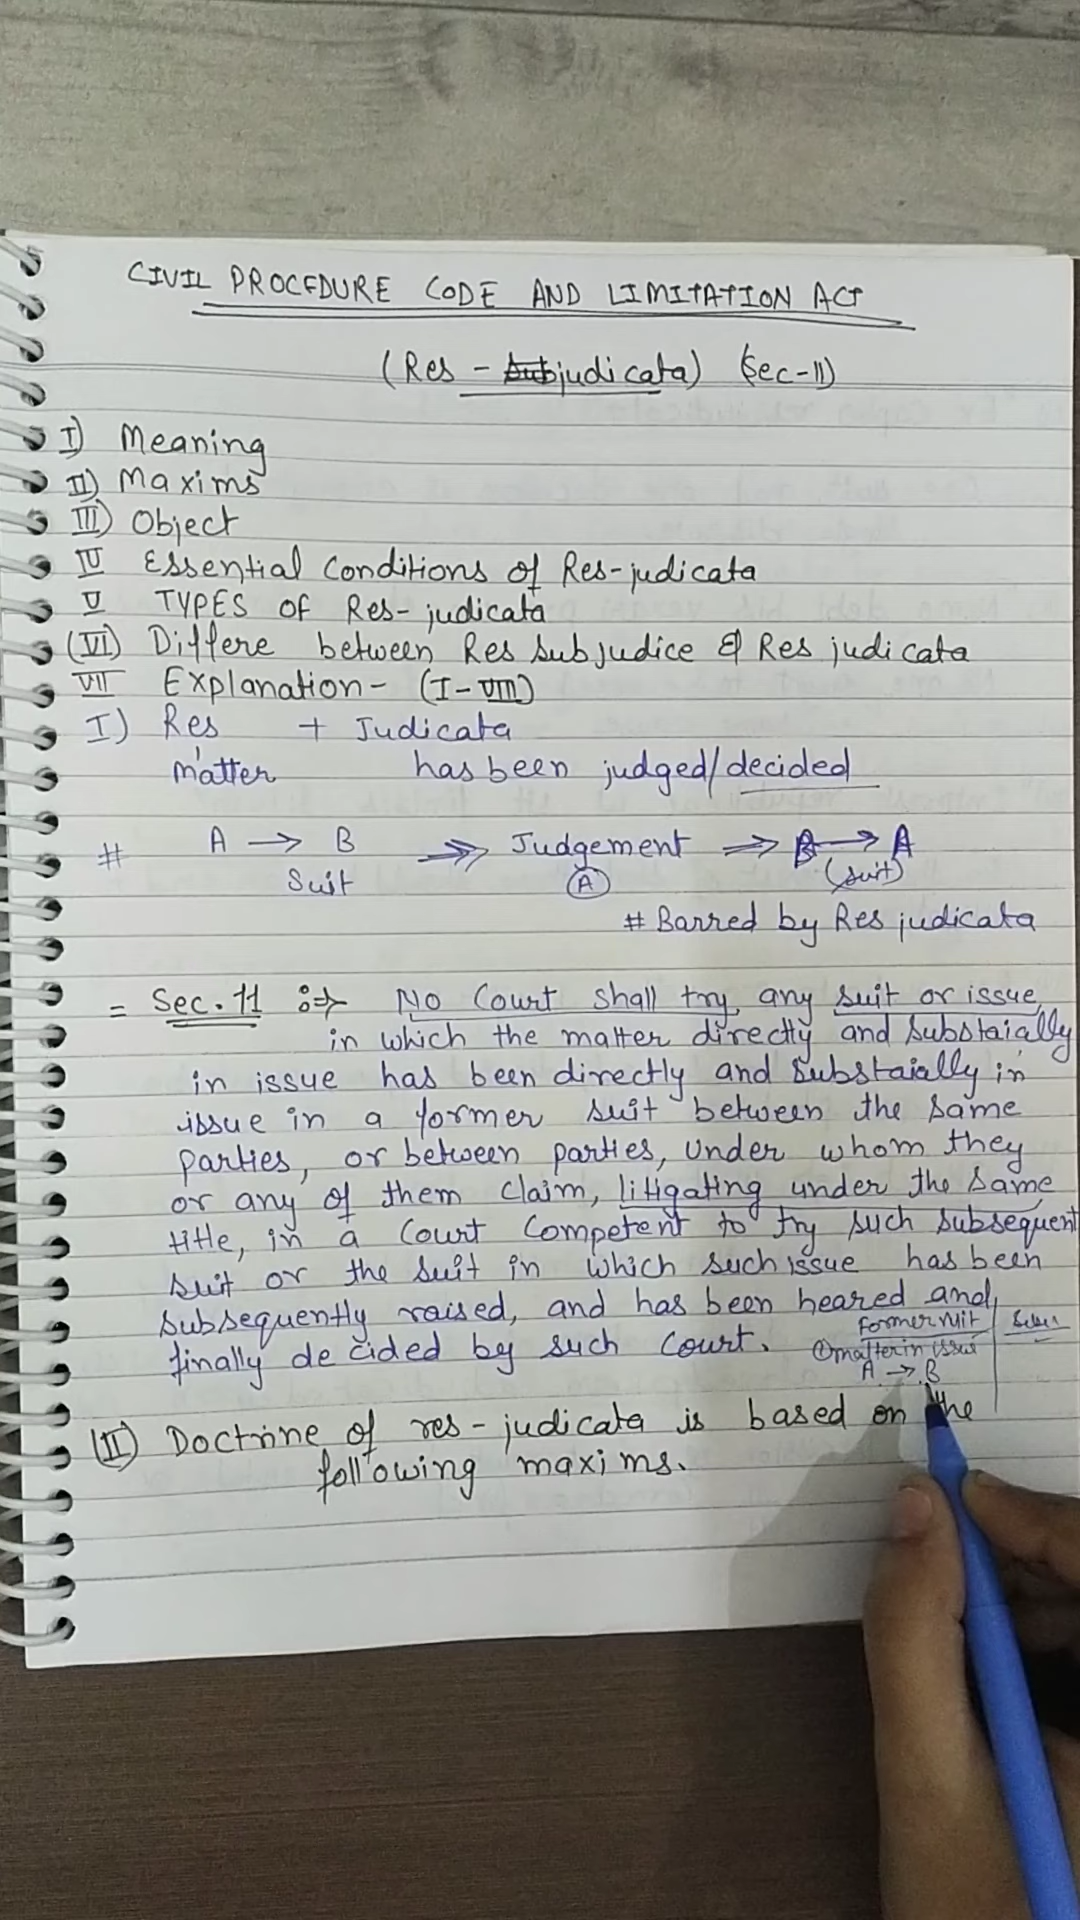 CIVIL PROCEDURE CODE AND LIMITATION ACT
(Res - judicata) (Sec-11)
I) Meaning
II) Maxims
III) Object
IV Essential Conditions of Res-judicata
V TYPES OF Res-judicata
(VI) Differe between Res Subjudice & Res judicata
VII Explanation- (I-VIII)
I) Res + Judicata
matter has been judged/decided
# A → B ⇒ Judgement ⇒ B → A
Suit (A) (Suit)
# Barred by Res judicata
= Sec. 11 :⇒ No Court shall try any suit or issue,
in which the matter directly and Substaially
in issue has been directly and Substaially in
issue in a former suit between the same
parties, or between parties, under whom they
or any of them claim, litigating under the same
title, in a Court Competent to try such subsequent
suit or the suit in which such issue has been
subsequently raised, and has been heared and
finally decided by such Court.
Former suit
① matter in issue
A → B
(II) Doctrine of res-judicata is based on the
following maxims.